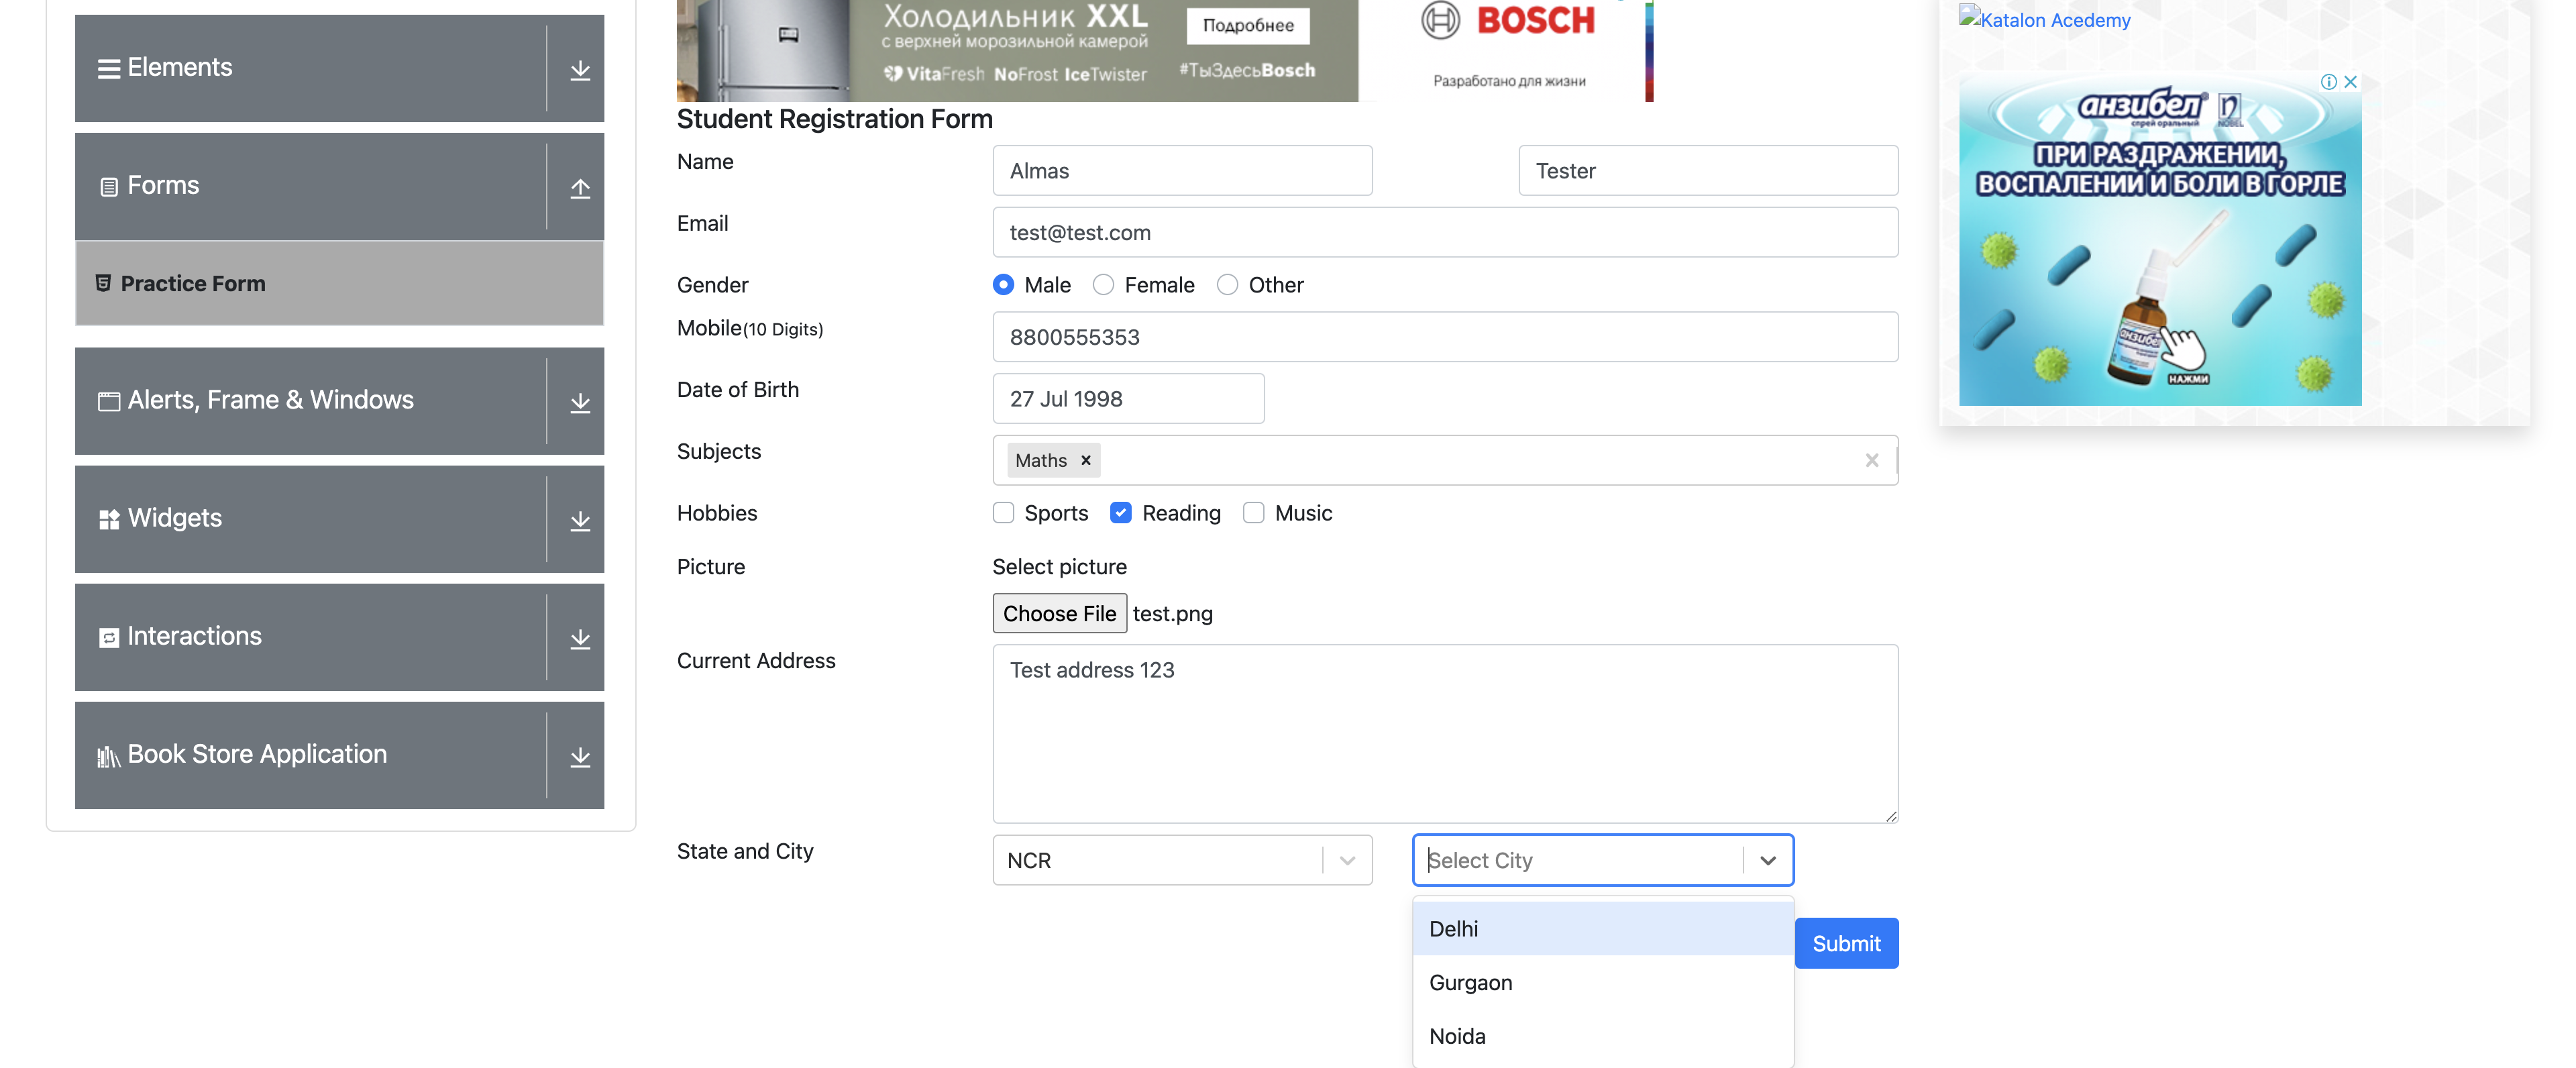 Elements
Forms
Practice Form
Alerts, Frame & Windows
Widgets
Interactions
Book Store Application
Холодильник XXL
с верхней морозильной камерой
VitaFresh NoFrost IceTwister
Подробнее
#ТыЗдесьBosch
BOSCH
Разработано для жизни
Student Registration Form
Name
Almas
Tester
Email
test@test.com
Gender
Male
Female
Other
Mobile(10 Digits)
8800555353
Date of Birth
27 Jul 1998
Subjects
Maths
Hobbies
Sports
Reading
Music
Picture
Select picture
Choose File
test.png
Current Address
Test address 123
State and City
NCR
Select City
Delhi
Gurgaon
Noida
Submit
Katalon Acedemy
анзибел®
спрей оральный
NOBEL
ПРИ РАЗДРАЖЕНИИ,
ВОСПАЛЕНИИ И БОЛИ В ГОРЛЕ
анзибел
НАЖМИ